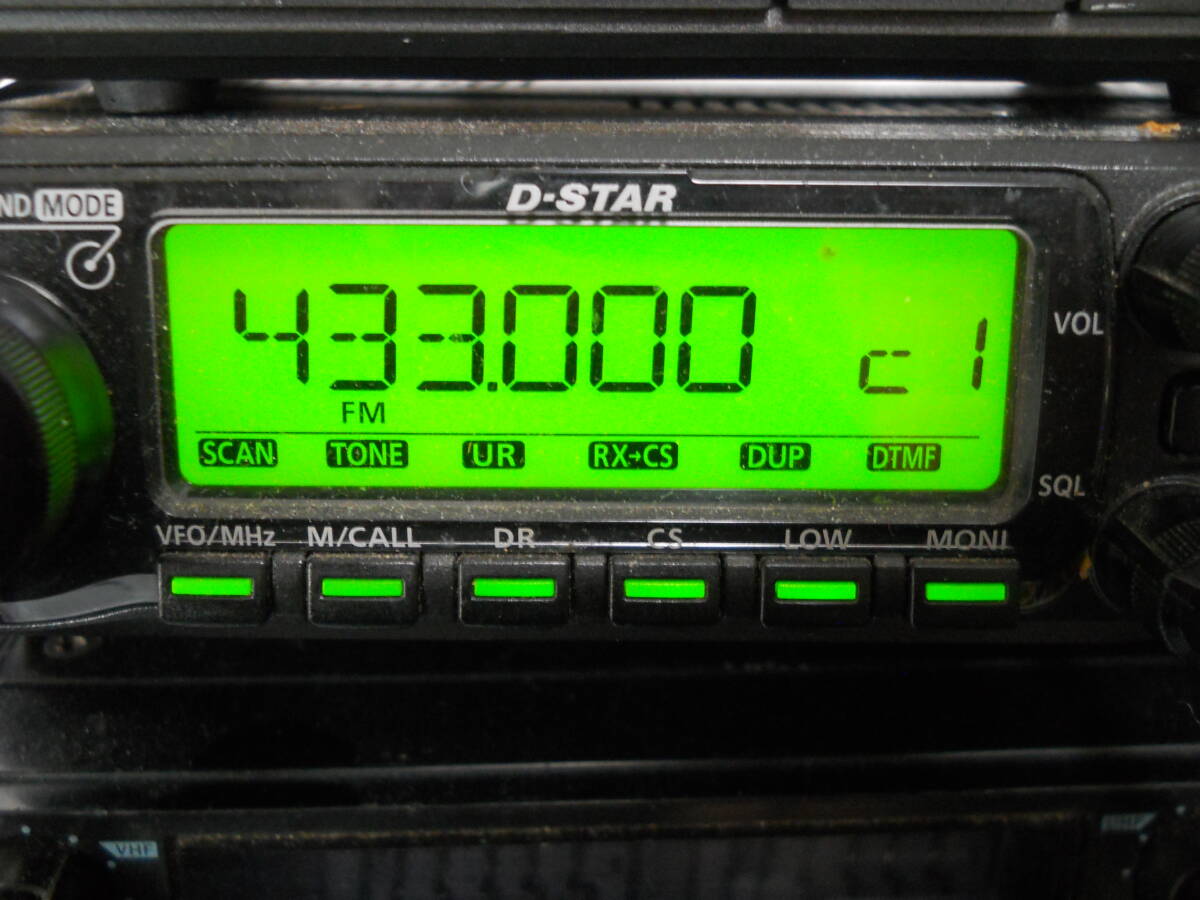 ND MODE
D-STAR
433.000 c1
VOL
FM
SCAN TONE UR RX→CS DUP DTMF
SQL
VFO/MHz M/CALL DR CS LOW MONI
VHF